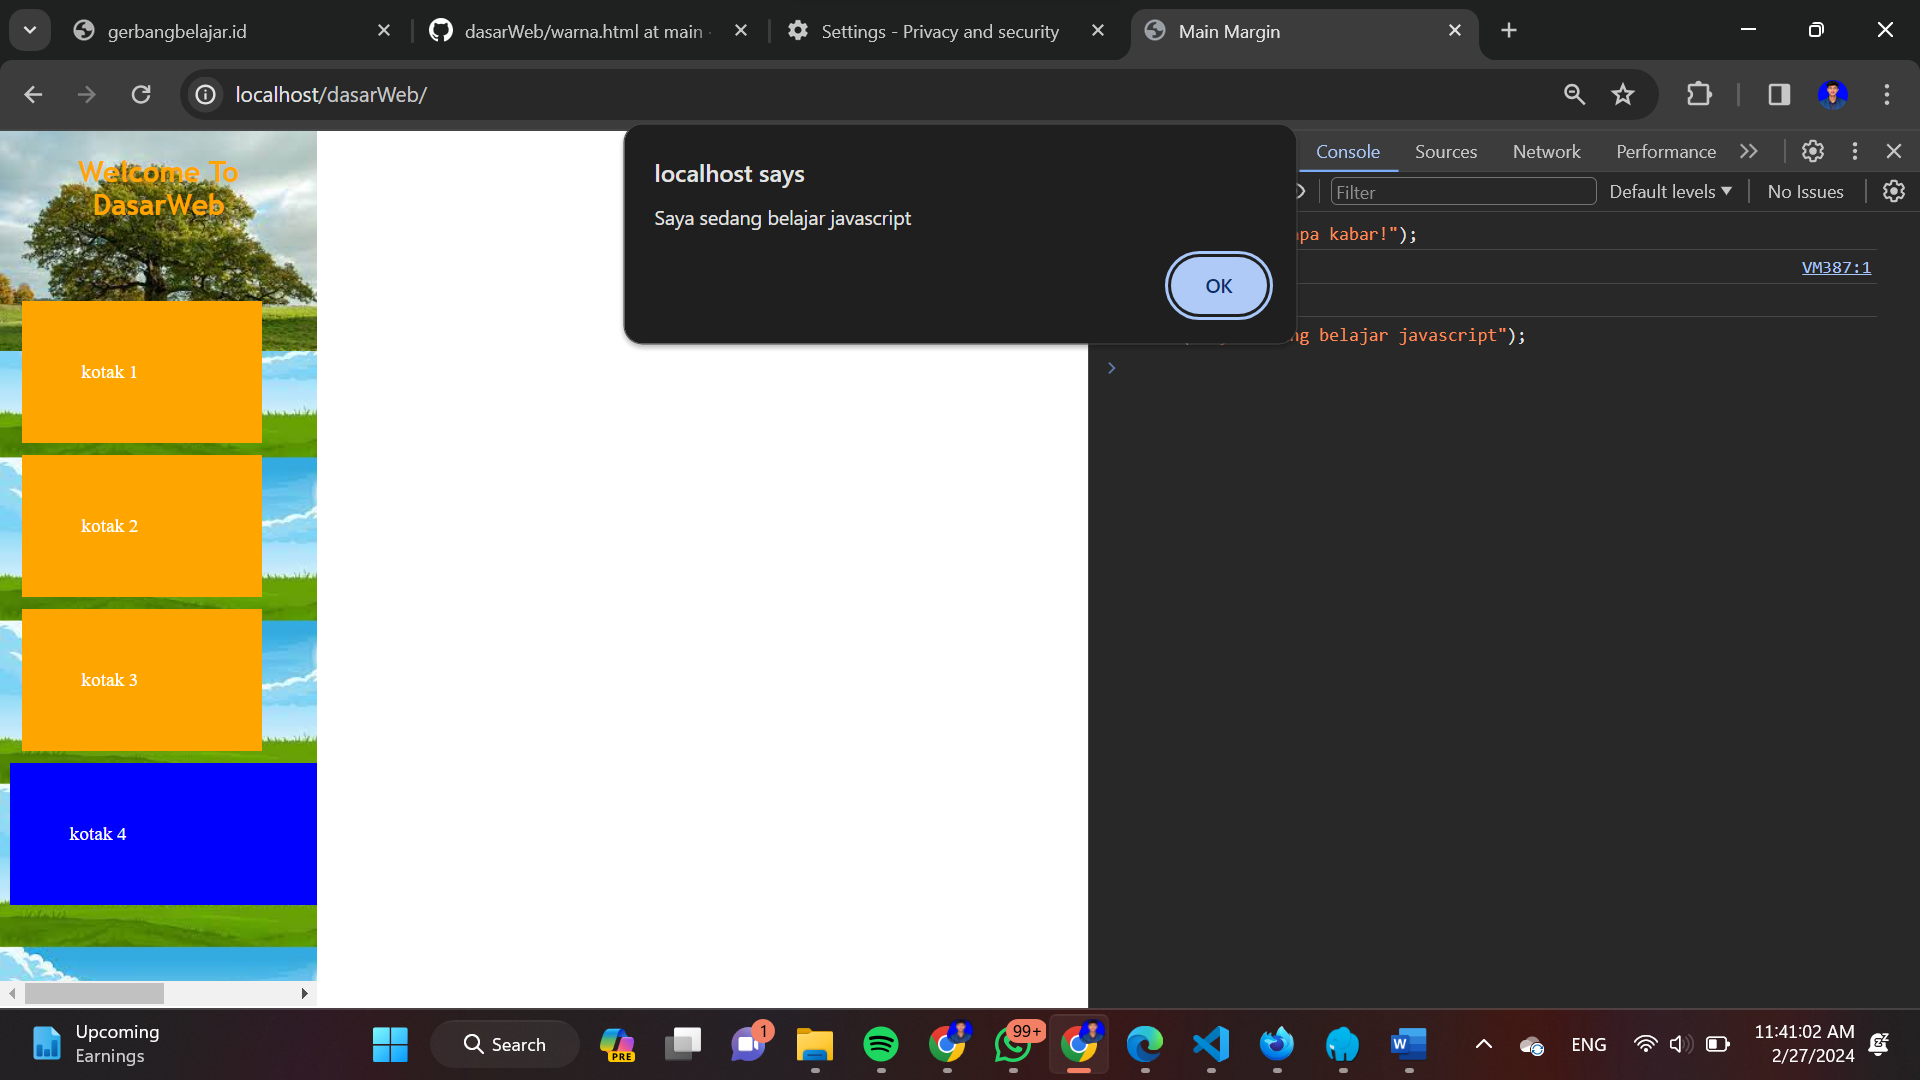 gerbangbelajar.id
dasarWeb/warna.html at main
Settings - Privacy and security
Main Margin
localhost/dasarWeb/
Welcome To
DasarWeb
kotak 1
kotak 2
kotak 3
kotak 4
localhost says
Saya sedang belajar javascript
OK
Console
Sources
Network
Performance
Filter
Default levels
No Issues
pa kabar!");
VM387:1
ng belajar javascript");
Upcoming
Earnings
Search
PRE
1
99+
ENG
11:41:02 AM
2/27/2024